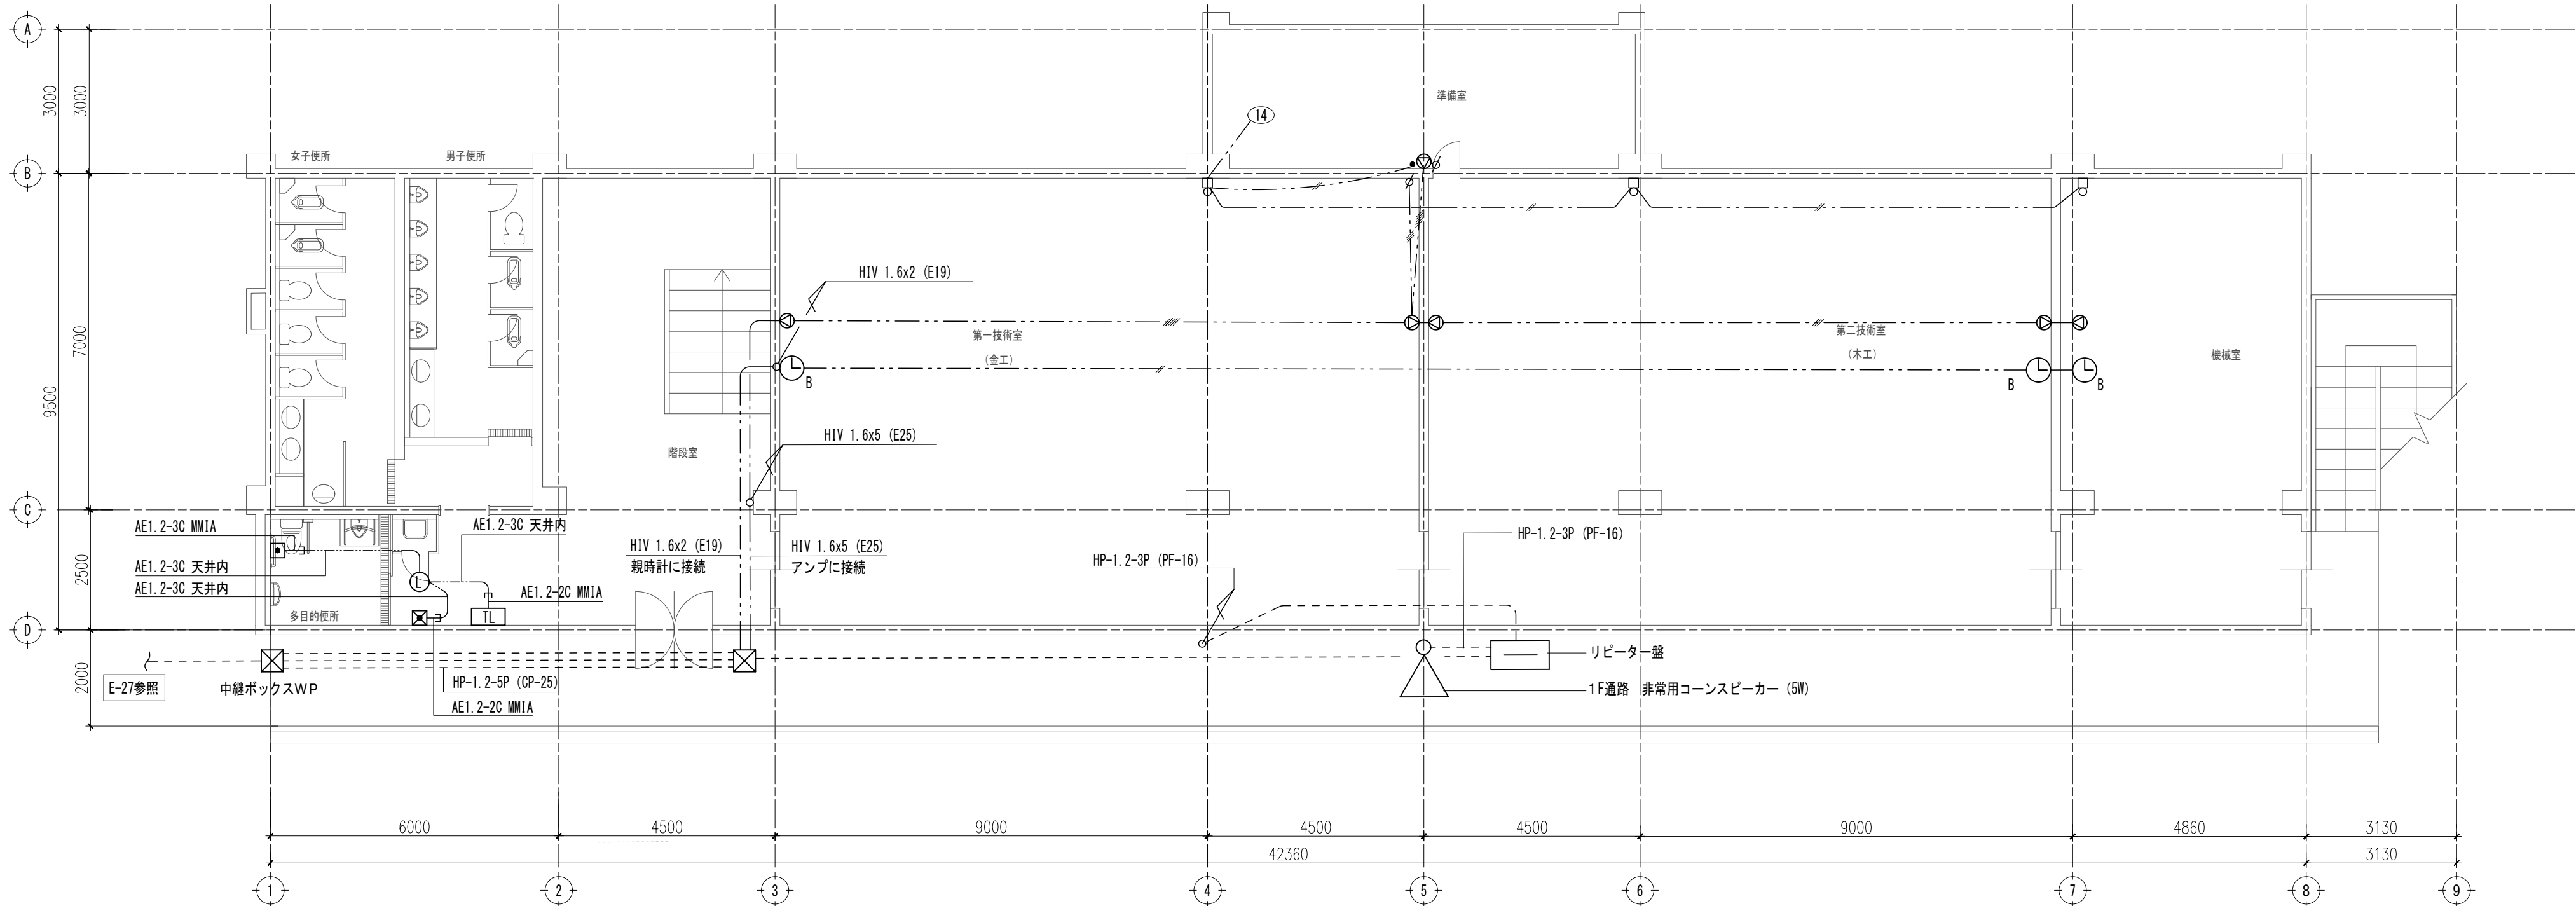 A
3000
3000
準備室
14
女子便所
男子便所
B
HIV 1.6x2 (E19)
第一技術室
(金工)
第二技術室
(木工)
機械室
7000
9500
B
B
B
HIV 1.6x5 (E25)
階段室
C
AE1.2-3C MMIA
AE1.2-3C 天井内
HIV 1.6x2 (E19)
親時計に接続
HIV 1.6x5 (E25)
アンプに接続
HP-1.2-3P (PF-16)
HP-1.2-3P (PF-16)
2500
AE1.2-3C 天井内
AE1.2-3C 天井内
L
AE1.2-2C MMIA
多目的便所
TL
D
リピーター盤
2000
E-27参照
中継ボックスWP
HP-1.2-5P (CP-25)
AE1.2-2C MMIA
1F通路 非常用コーンスピーカー (5W)
6000
4500
9000
4500
4500
9000
4860
3130
42360
3130
1
2
3
4
5
6
7
8
9